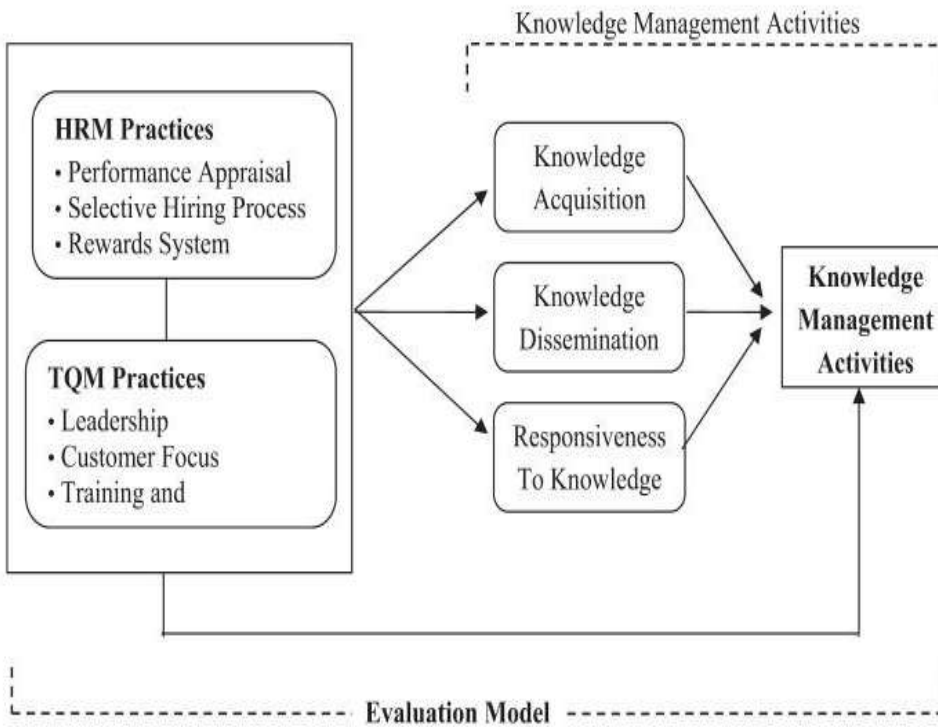 Knowledge Management Activities
HRM Practices
• Performance Appraisal
• Selective Hiring Process
• Rewards System
TQM Practices
• Leadership
• Customer Focus
• Training and
Knowledge
Acquisition
Knowledge
Dissemination
Responsiveness
To Knowledge
Knowledge
Management
Activities
Evaluation Model